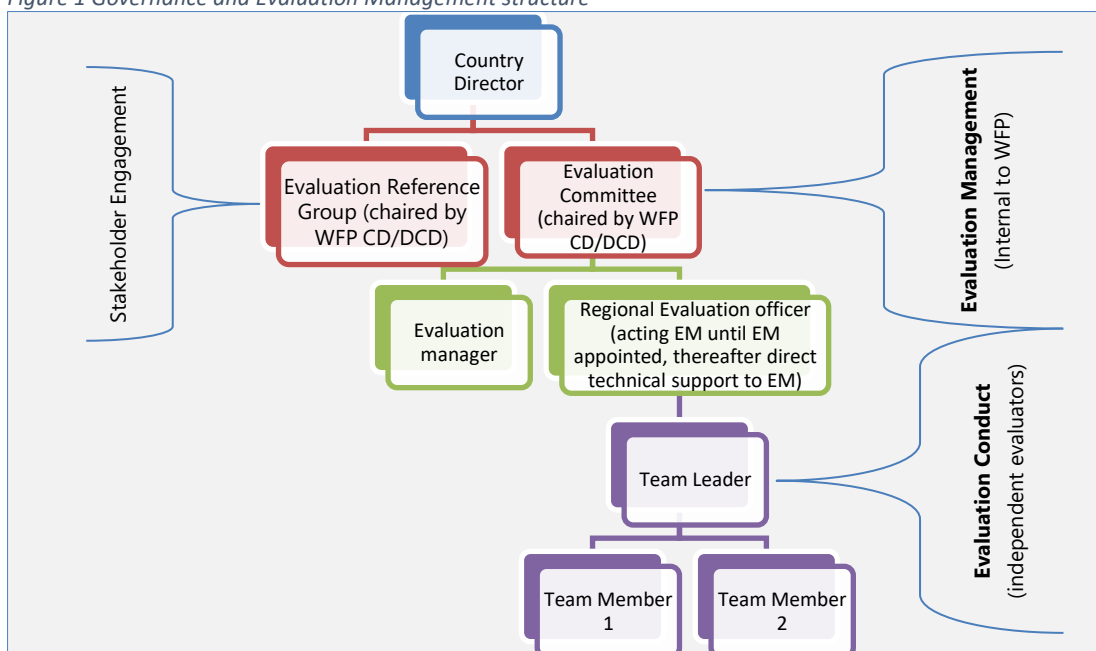 Figure 1 Governance and Evaluation Management structure
Country
Director
Stakeholder Engagement
Evaluation Management
(Internal to WFP)
Evaluation Reference
Group (chaired by
WFP CD/DCD)
Evaluation
Committee
(chaired by WFP
CD/DCD)
Evaluation
manager
Regional Evaluation officer
(acting EM until EM
appointed, thereafter direct
technical support to EM)
Evaluation Conduct
(independent evaluators)
Team Leader
Team Member
1
Team Member
2